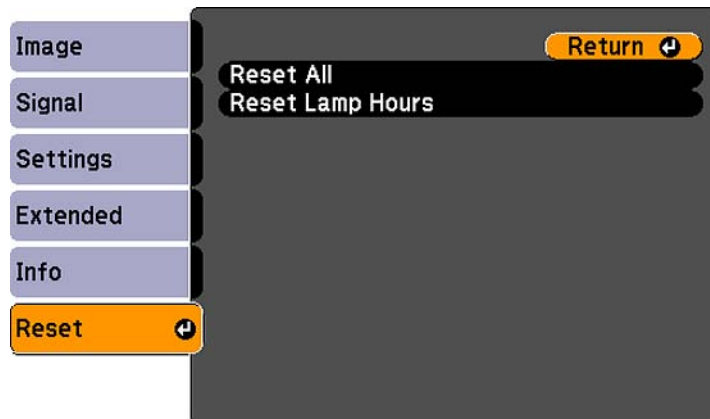 Image
Signal
Settings
Extended
Info
Reset
Return
Reset All
Reset Lamp Hours